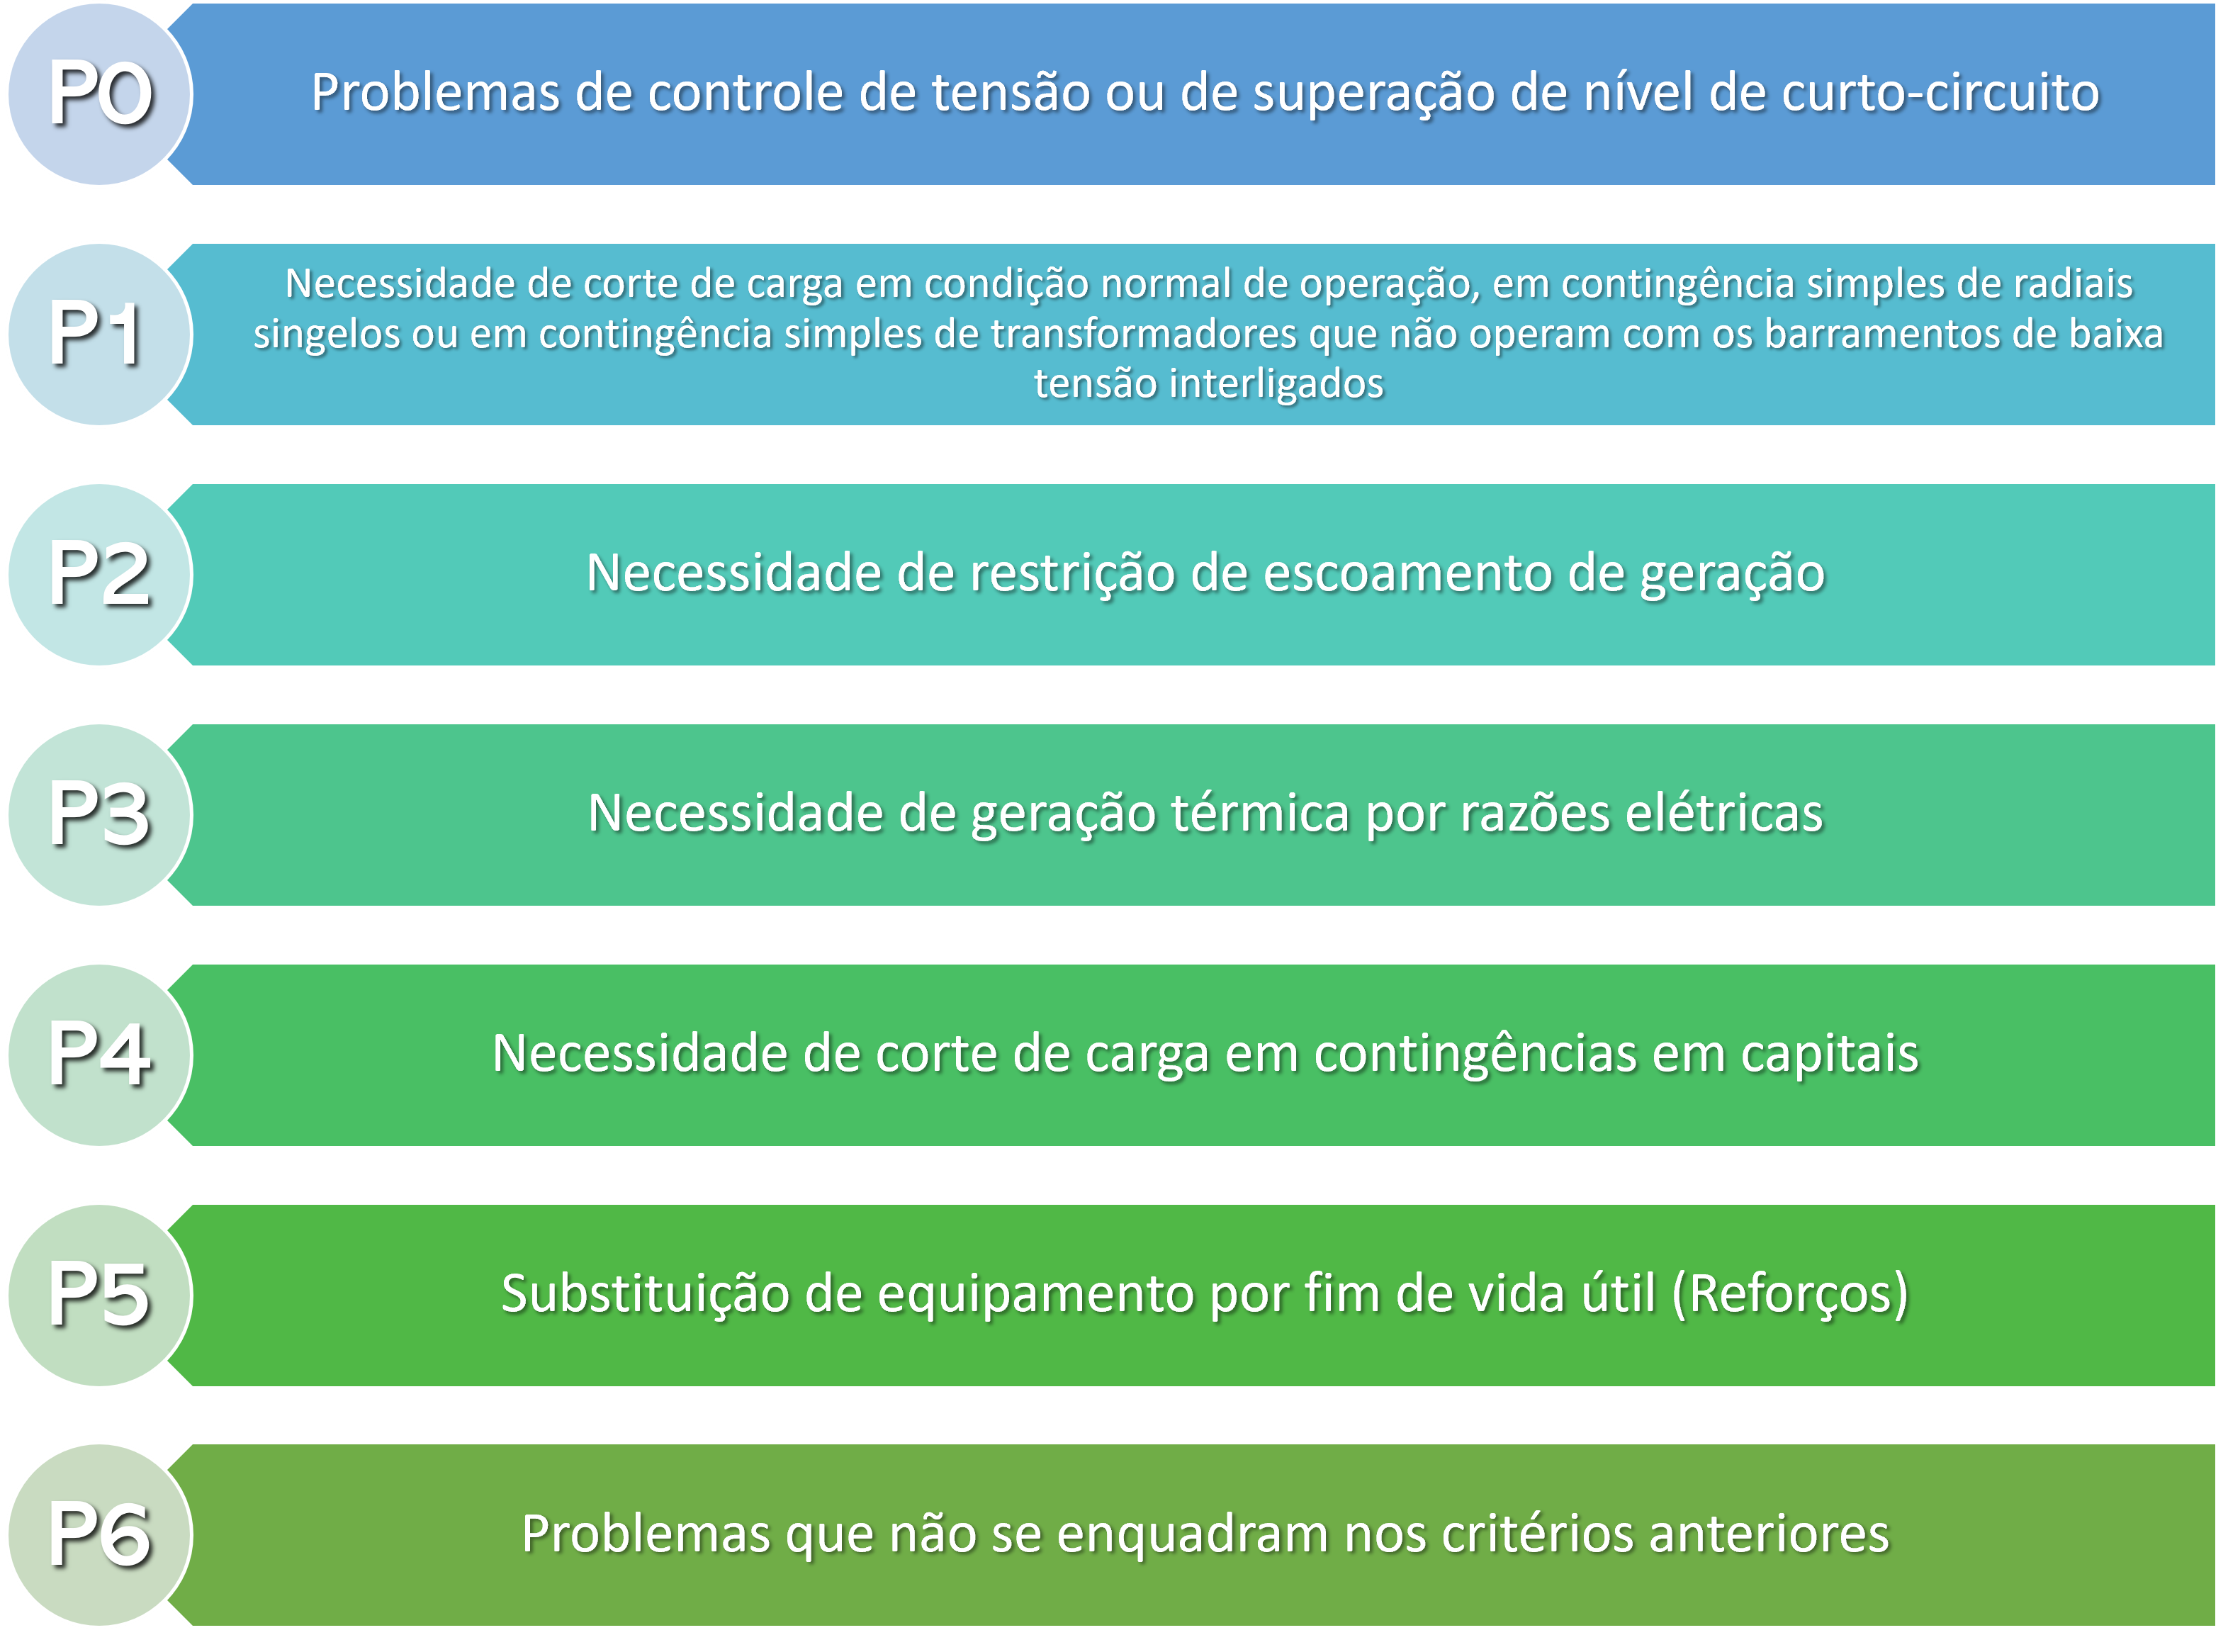 P0
Problemas de controle de tensão ou de superação de nível de curto-circuito
P1
Necessidade de corte de carga em condição normal de operação, em contingência simples de radiais
singelos ou em contingência simples de transformadores que não operam com os barramentos de baixa
tensão interligados
P2
Necessidade de restrição de escoamento de geração
P3
Necessidade de geração térmica por razões elétricas
P4
Necessidade de corte de carga em contingências em capitais
P5
Substituição de equipamento por fim de vida útil (Reforços)
P6
Problemas que não se enquadram nos critérios anteriores